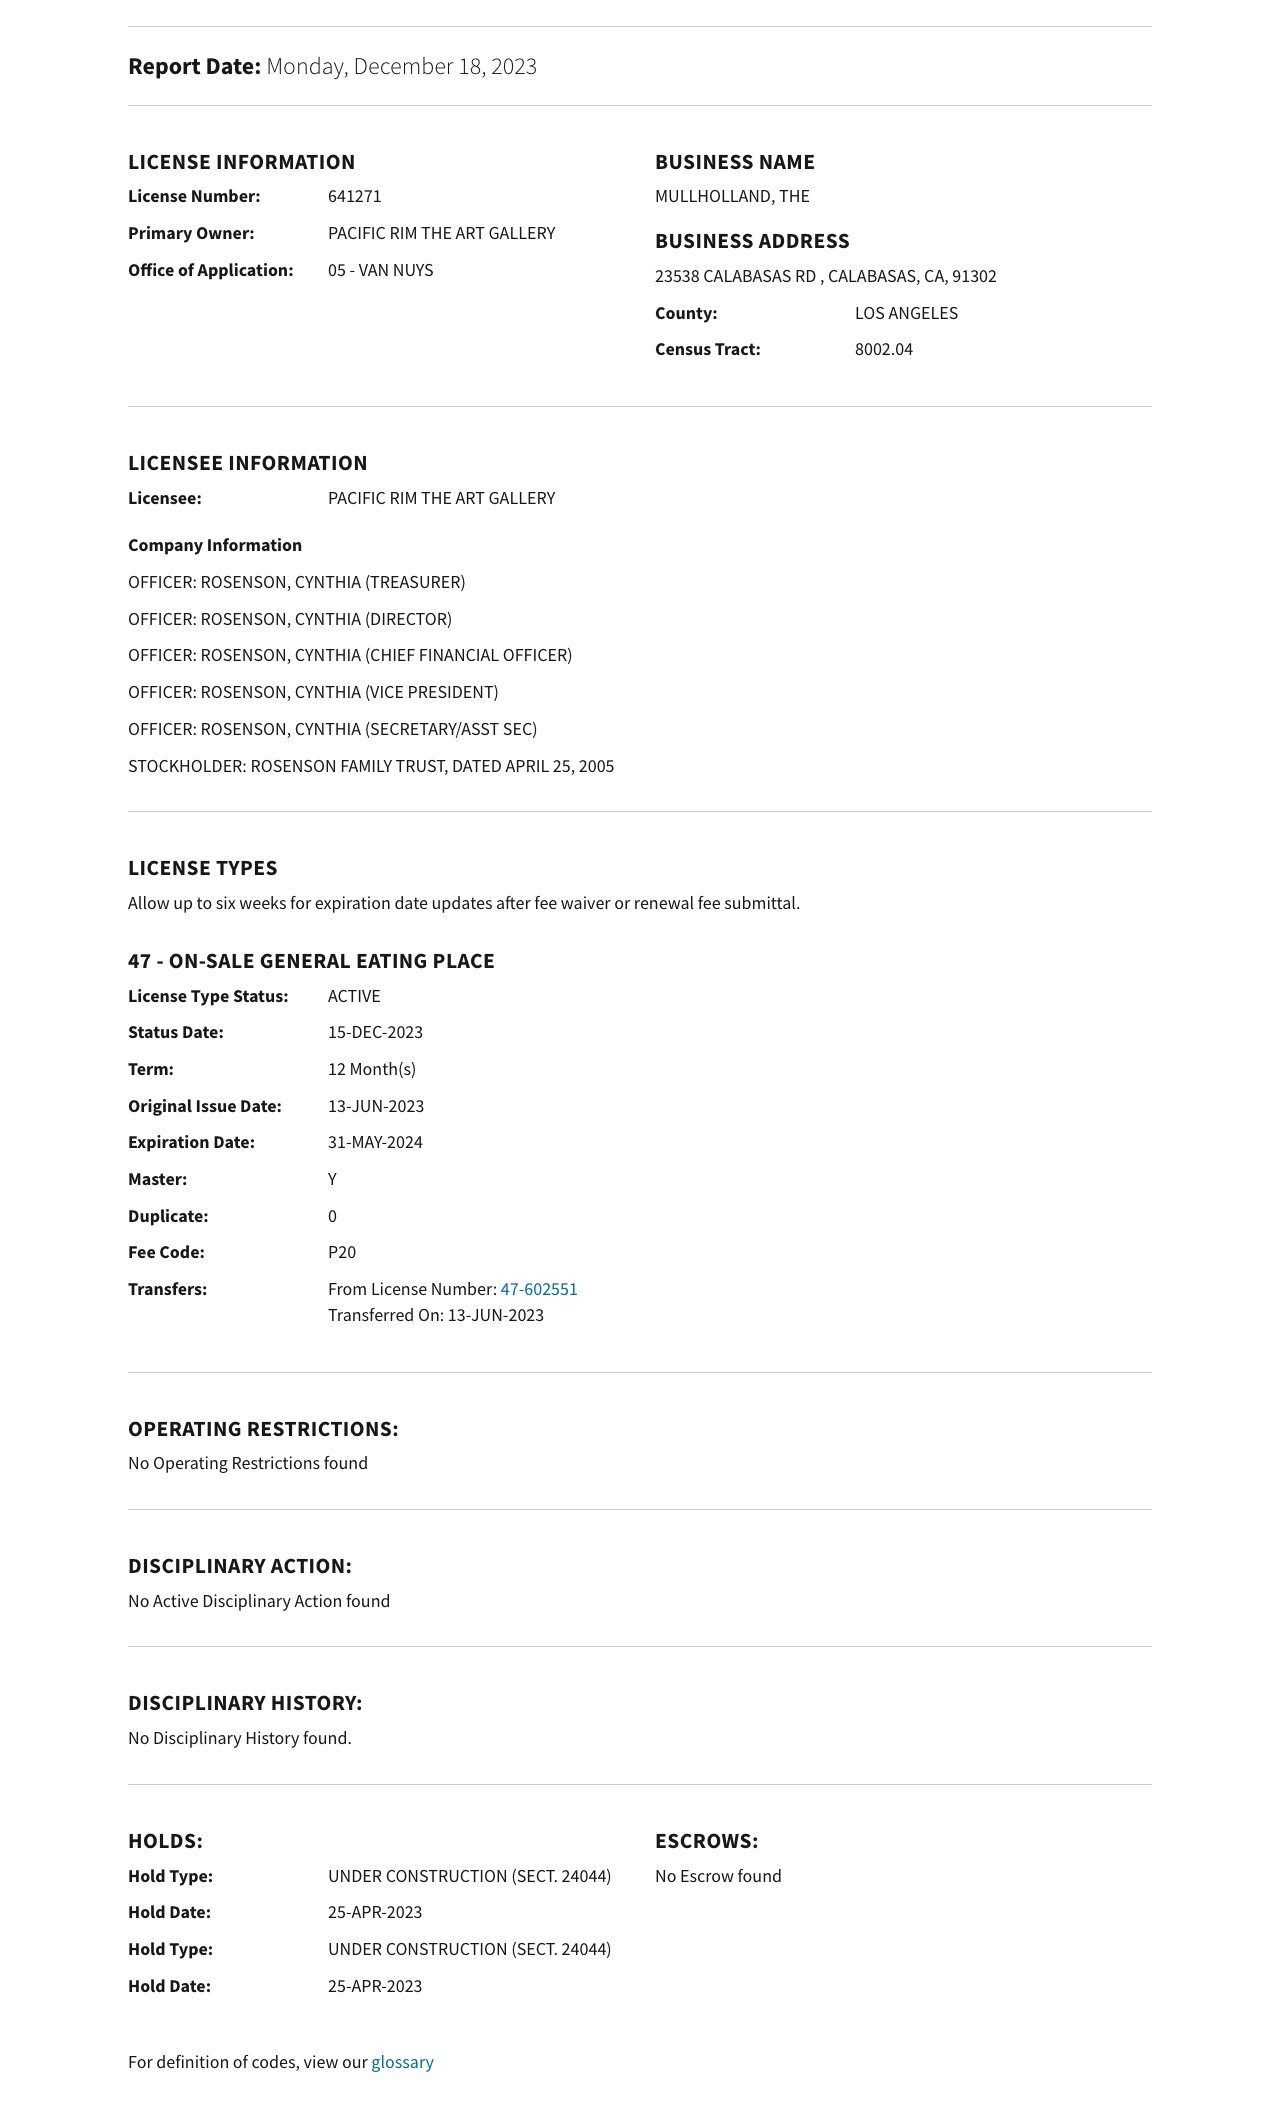 Report Date: Monday, December 18, 2023
LICENSE INFORMATION
License Number: 641271
Primary Owner: PACIFIC RIM THE ART GALLERY
Office of Application: 05 - VAN NUYS
BUSINESS NAME
MULLHOLLAND, THE
BUSINESS ADDRESS
23538 CALABASAS RD , CALABASAS, CA, 91302
County: LOS ANGELES
Census Tract: 8002.04
LICENSEE INFORMATION
Licensee: PACIFIC RIM THE ART GALLERY
Company Information
OFFICER: ROSENSON, CYNTHIA (TREASURER)
OFFICER: ROSENSON, CYNTHIA (DIRECTOR)
OFFICER: ROSENSON, CYNTHIA (CHIEF FINANCIAL OFFICER)
OFFICER: ROSENSON, CYNTHIA (VICE PRESIDENT)
OFFICER: ROSENSON, CYNTHIA (SECRETARY/ASST SEC)
STOCKHOLDER: ROSENSON FAMILY TRUST, DATED APRIL 25, 2005
LICENSE TYPES
Allow up to six weeks for expiration date updates after fee waiver or renewal fee submittal.
47 - ON-SALE GENERAL EATING PLACE
License Type Status: ACTIVE
Status Date: 15-DEC-2023
Term: 12 Month(s)
Original Issue Date: 13-JUN-2023
Expiration Date: 31-MAY-2024
Master: Y
Duplicate: 0
Fee Code: P20
Transfers: From License Number: 47-602551
Transferred On: 13-JUN-2023
OPERATING RESTRICTIONS:
No Operating Restrictions found
DISCIPLINARY ACTION:
No Active Disciplinary Action found
DISCIPLINARY HISTORY:
No Disciplinary History found.
HOLDS:
Hold Type: UNDER CONSTRUCTION (SECT. 24044)
Hold Date: 25-APR-2023
Hold Type: UNDER CONSTRUCTION (SECT. 24044)
Hold Date: 25-APR-2023
ESCROWS:
No Escrow found
For definition of codes, view our glossary